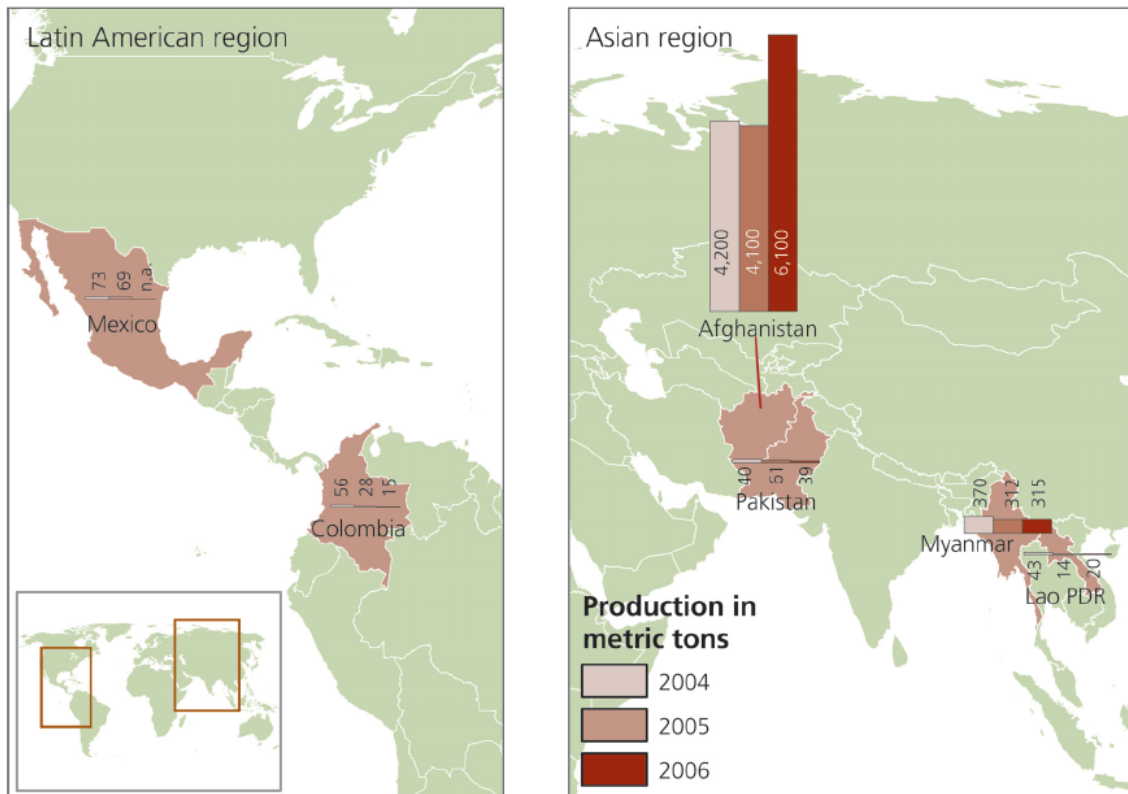 Latin American region
73
69
n.a.
Mexico
56
28
15
Colombia
Asian region
4,200
4,100
6,100
Afghanistan
40
51
39
Pakistan
370
312
315
Myanmar
43
14
20
Lao PDR
Production in
metric tons
2004
2005
2006